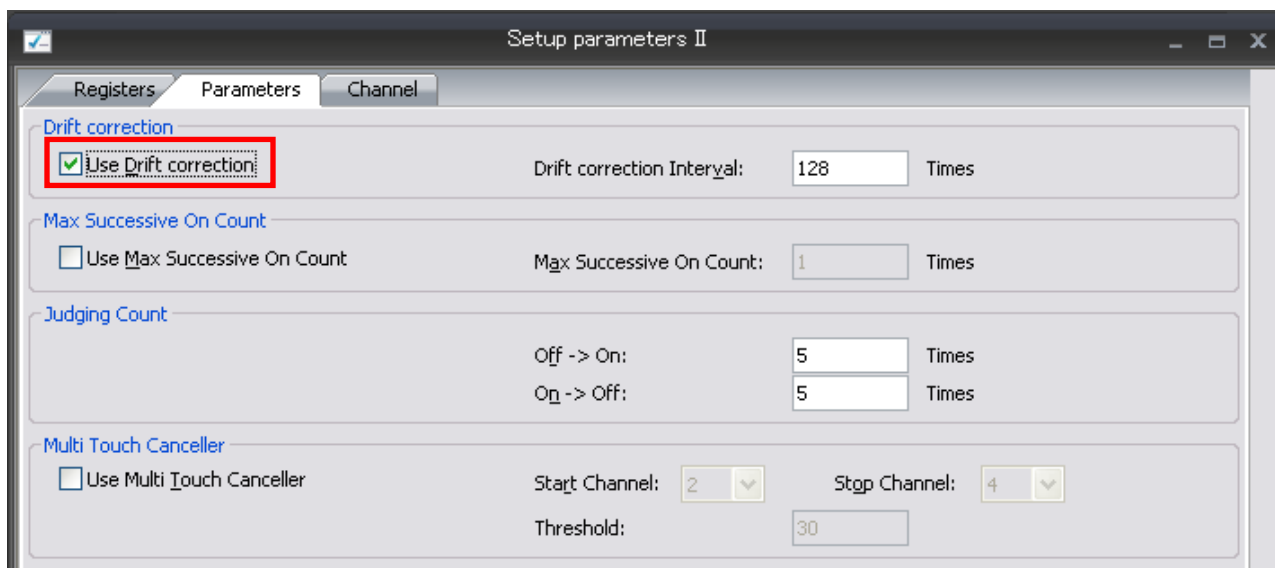 Setup parameters II
Registers Parameters Channel
Drift correction
Use Drift correction Drift correction Interval: 128 Times
Max Successive On Count
Use Max Successive On Count Max Successive On Count: 1 Times
Judging Count
Off -> On: 5 Times
On -> Off: 5 Times
Multi Touch Canceller
Use Multi Touch Canceller Start Channel: 2 Stop Channel: 4
Threshold: 30